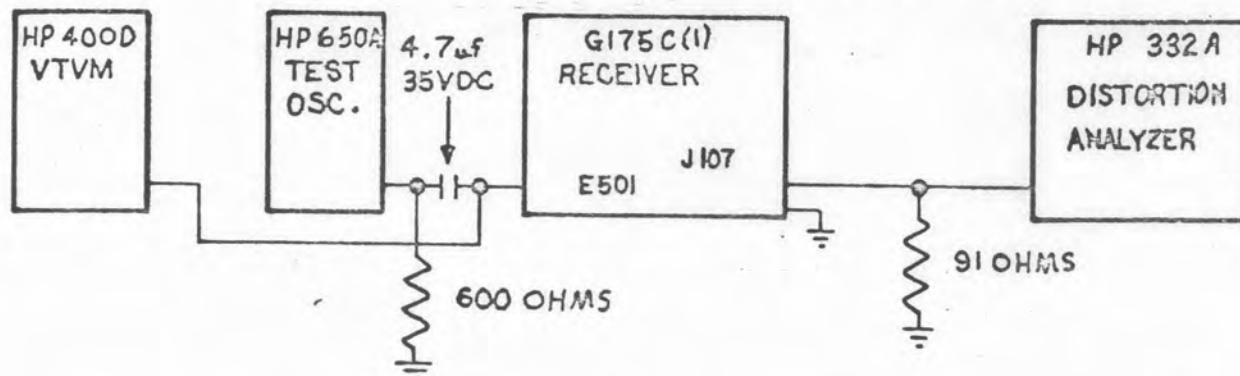 HP 400D
VTVM
HP 650A
TEST
OSC.
4.7uf
35VDC
G175C(1)
RECEIVER
J107
E501
HP 332A
DISTORTION
ANALYZER
600 OHMS
91 OHMS